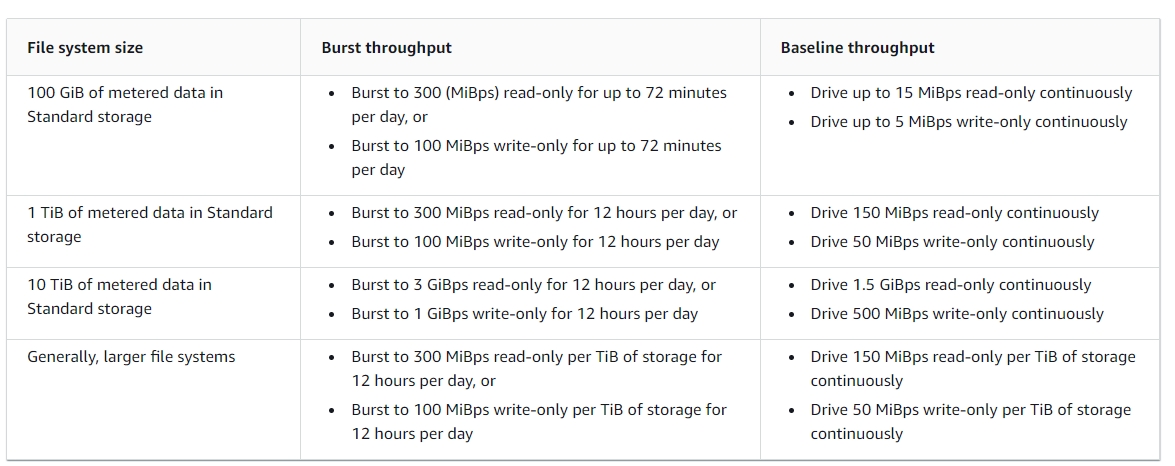 File system size
Burst throughput
Baseline throughput
100 GiB of metered data in
Standard storage
• Burst to 300 (MiBps) read-only for up to 72 minutes
per day, or
• Burst to 100 MiBps write-only for up to 72 minutes
per day
• Drive up to 15 MiBps read-only continuously
• Drive up to 5 MiBps write-only continuously
1 TiB of metered data in Standard
storage
• Burst to 300 MiBps read-only for 12 hours per day, or
• Burst to 100 MiBps write-only for 12 hours per day
• Drive 150 MiBps read-only continuously
• Drive 50 MiBps write-only continuously
10 TiB of metered data in
Standard storage
• Burst to 3 GiBps read-only for 12 hours per day, or
• Burst to 1 GiBps write-only for 12 hours per day
• Drive 1.5 GiBps read-only continuously
• Drive 500 MiBps write-only continuously
Generally, larger file systems
• Burst to 300 MiBps read-only per TiB of storage for
12 hours per day, or
• Burst to 100 MiBps write-only per TiB of storage for
12 hours per day
• Drive 150 MiBps read-only per TiB of storage
continuously
• Drive 50 MiBps write-only per TiB of storage
continuously